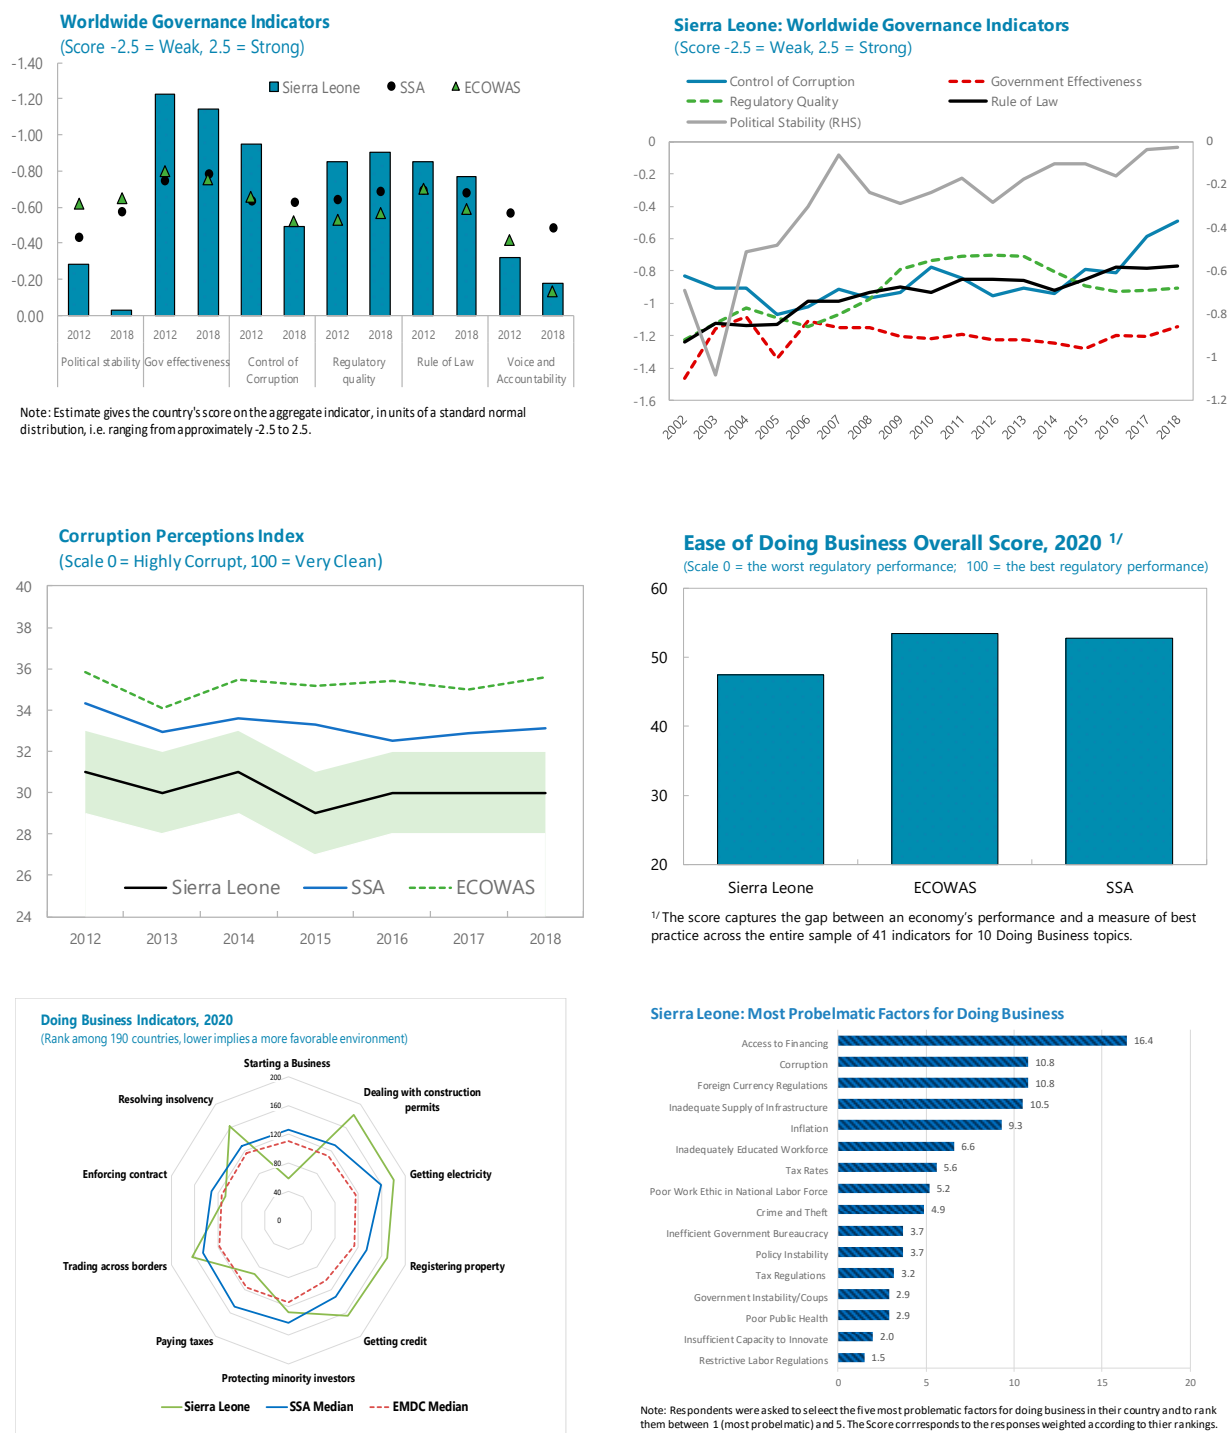 Worldwide Governance Indicators
(Score -2.5 = Weak, 2.5 = Strong)
-1.40
-1.20
-1.00
-0.80
-0.60
-0.40
-0.20
0.00
Sierra Leone
SSA
ECOWAS
2012 2018 2012 2018 2012 2018 2012 2018 2012 2018 2012 2018
Political stability Gov effectiveness Control of Regulatory Rule of Law Voice and
Corruption quality Accountability
Note: Estimate gives the country's score on the aggregate indicator, in units of a standard normal
distribution, i.e. ranging from approximately -2.5 to 2.5.
Sierra Leone: Worldwide Governance Indicators
(Score -2.5 = Weak, 2.5 = Strong)
Control of Corruption
Government Effectiveness
Regulatory Quality
Rule of Law
Political Stability (RHS)
0
-0.2
-0.4
-0.6
-0.8
-1
-1.2
-1.4
-1.6
0
-0.2
-0.4
-0.6
-0.8
-1
-1.2
2002 2003 2004 2005 2006 2007 2008 2009 2010 2011 2012 2013 2014 2015 2016 2017 2018
Corruption Perceptions Index
(Scale 0 = Highly Corrupt, 100 = Very Clean)
40
38
36
34
32
30
28
26
24
Sierra Leone
SSA
ECOWAS
2012 2013 2014 2015 2016 2017 2018
Ease of Doing Business Overall Score, 2020 1/
(Scale 0 = the worst regulatory performance; 100 = the best regulatory performance)
60
50
40
30
20
Sierra Leone ECOWAS SSA
1/ The score captures the gap between an economy's performance and a measure of best
practice across the entire sample of 41 indicators for 10 Doing Business topics.
Doing Business Indicators, 2020
(Rank among 190 countries, lower implies a more favorable environment)
Starting a Business
Dealing with construction
permits
Getting electricity
Registering property
Getting credit
Protecting minority investors
Paying taxes
Trading across borders
Enforcing contract
Resolving insolvency
200
160
120
80
40
0
Sierra Leone
SSA Median
EMDC Median
Sierra Leone: Most Probelmatic Factors for Doing Business
Access to Financing 16.4
Corruption 10.8
Foreign Currency Regulations 10.8
Inadequate Supply of Infrastructure 10.5
Inflation 9.3
Inadequately Educated Workforce 6.6
Tax Rates 5.6
Poor Work Ethic in National Labor Force 5.2
Crime and Theft 4.9
Inefficient Government Bureaucracy 3.7
Policy Instability 3.7
Tax Regulations 3.2
Government Instability/Coups 2.9
Poor Public Health 2.9
Insufficient Capacity to Innovate 2.0
Restrictive Labor Regulations 1.5
0 5 10 15 20
Note: Respondents were asked to seleect the five most problematic factors for doing business in their country and to rank
them between 1 (most probelmatic) and 5. The Score corrresponds to the responses weighted according to thier rankings.